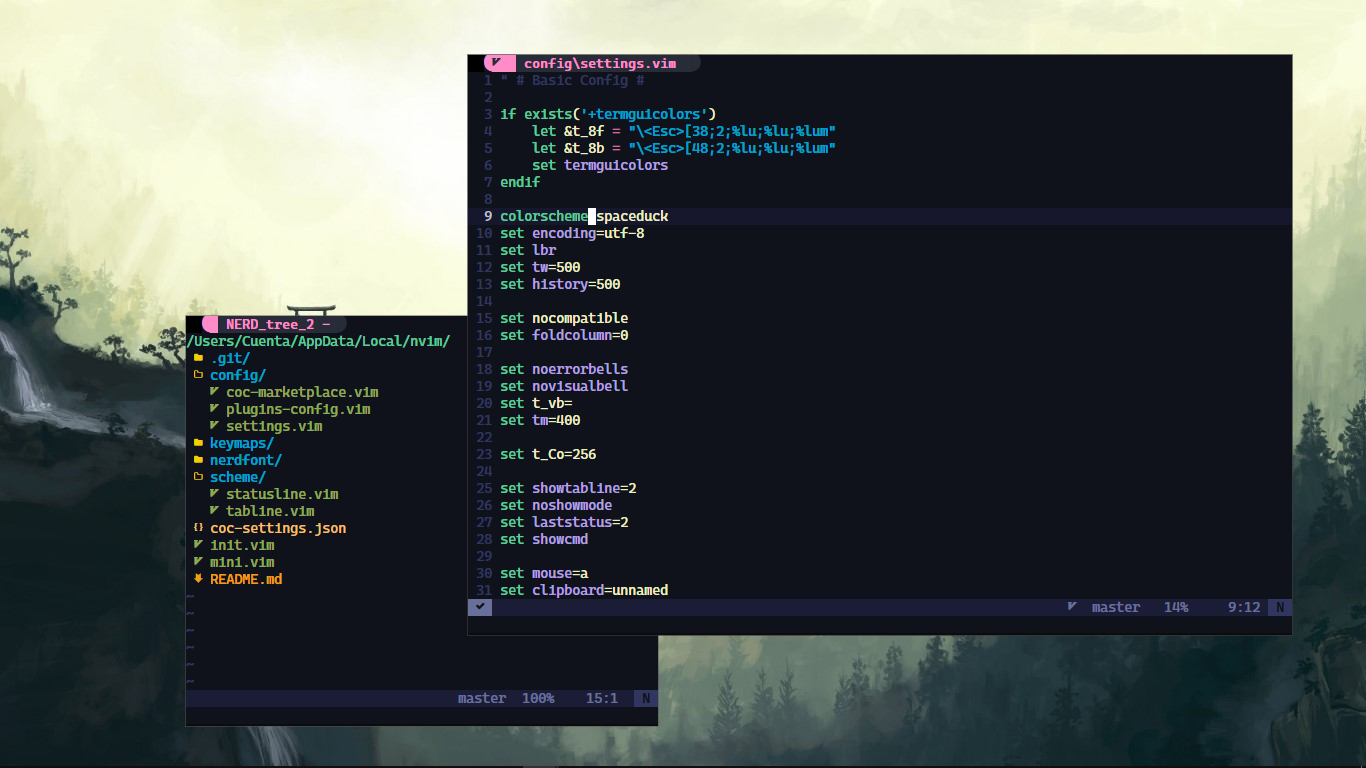 config\settings.vim
1 " # Basic Config #
2
3 if exists('+termguicolors')
4 let &t_8f = "\<Esc>[38;2;%lu;%lu;%lum"
5 let &t_8b = "\<Esc>[48;2;%lu;%lu;%lum"
6 set termguicolors
7 endif
8
9 colorscheme spaceduck
10 set encoding=utf-8
11 set lbr
12 set tw=500
13 set history=500
14
15 set nocompatible
16 set foldcolumn=0
17
18 set noerrorbells
19 set novisualbell
20 set t_vb=
21 set tm=400
22
23 set t_Co=256
24
25 set showtabline=2
26 set noshowmode
27 set laststatus=2
28 set showcmd
29
30 set mouse=a
31 set clipboard=unnamed
master 14% 9:12 N
NERD_tree_2 -
/Users/Cuenta/AppData/Local/nvim/
.git/
config/
coc-marketplace.vim
plugins-config.vim
settings.vim
keymaps/
nerdfont/
scheme/
statusline.vim
tabline.vim
{} coc-settings.json
init.vim
mini.vim
README.md
~
~
~
~
~
~
master 100% 15:1 N